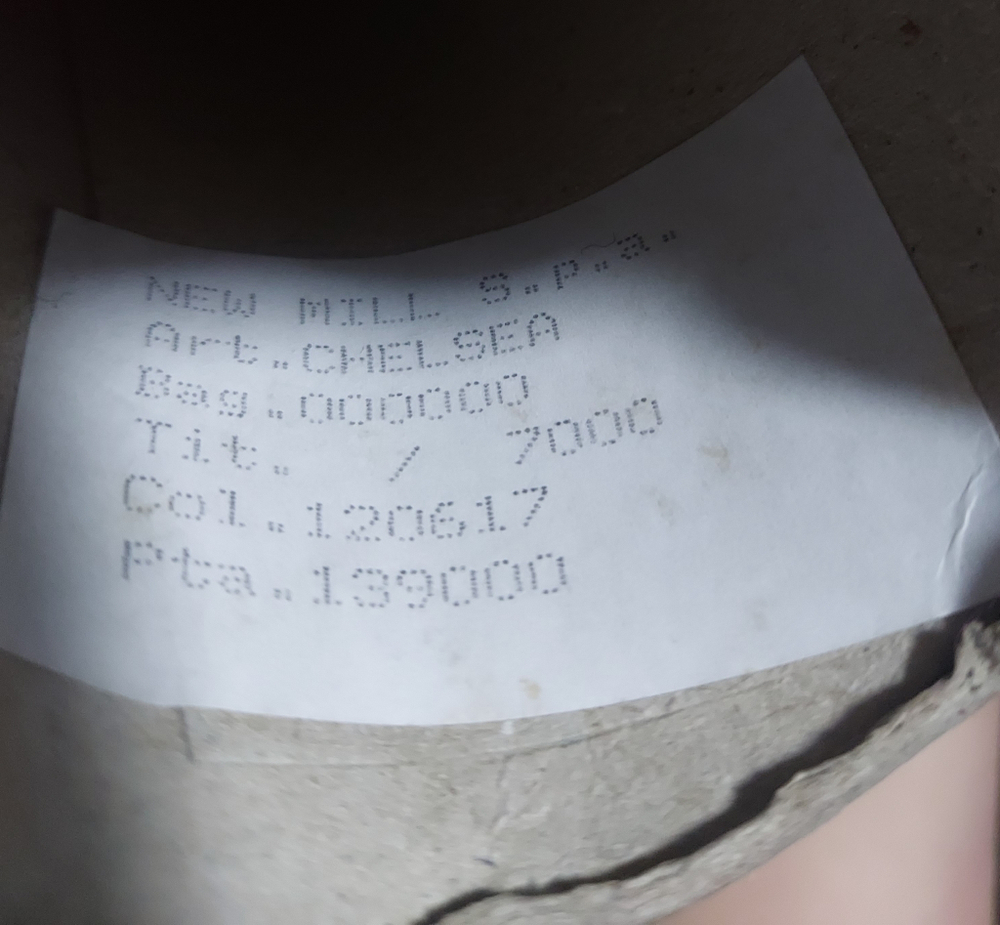 NEW MILL S.p.a.
Art.CHELSEA
Bag.000000
Tit. / 7000
Col.120617
Pta.139000